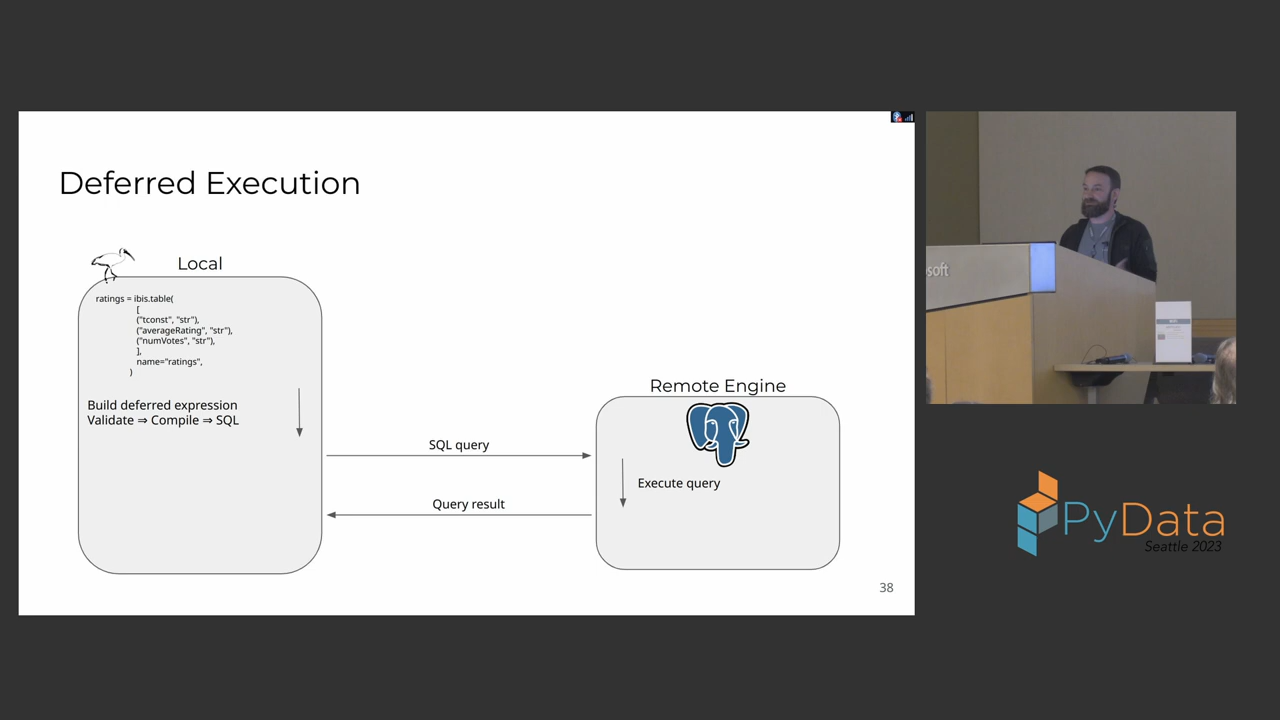 Deferred Execution
Local
ratings = ibis.table(
[
("tconst", "str"),
("averageRating", "str"),
("numVotes", "str"),
],
name="ratings",
)
Build deferred expression
Validate ⇒ Compile ⇒ SQL
SQL query
Query result
Remote Engine
Execute query
38
soft
PyData
Seattle 2023